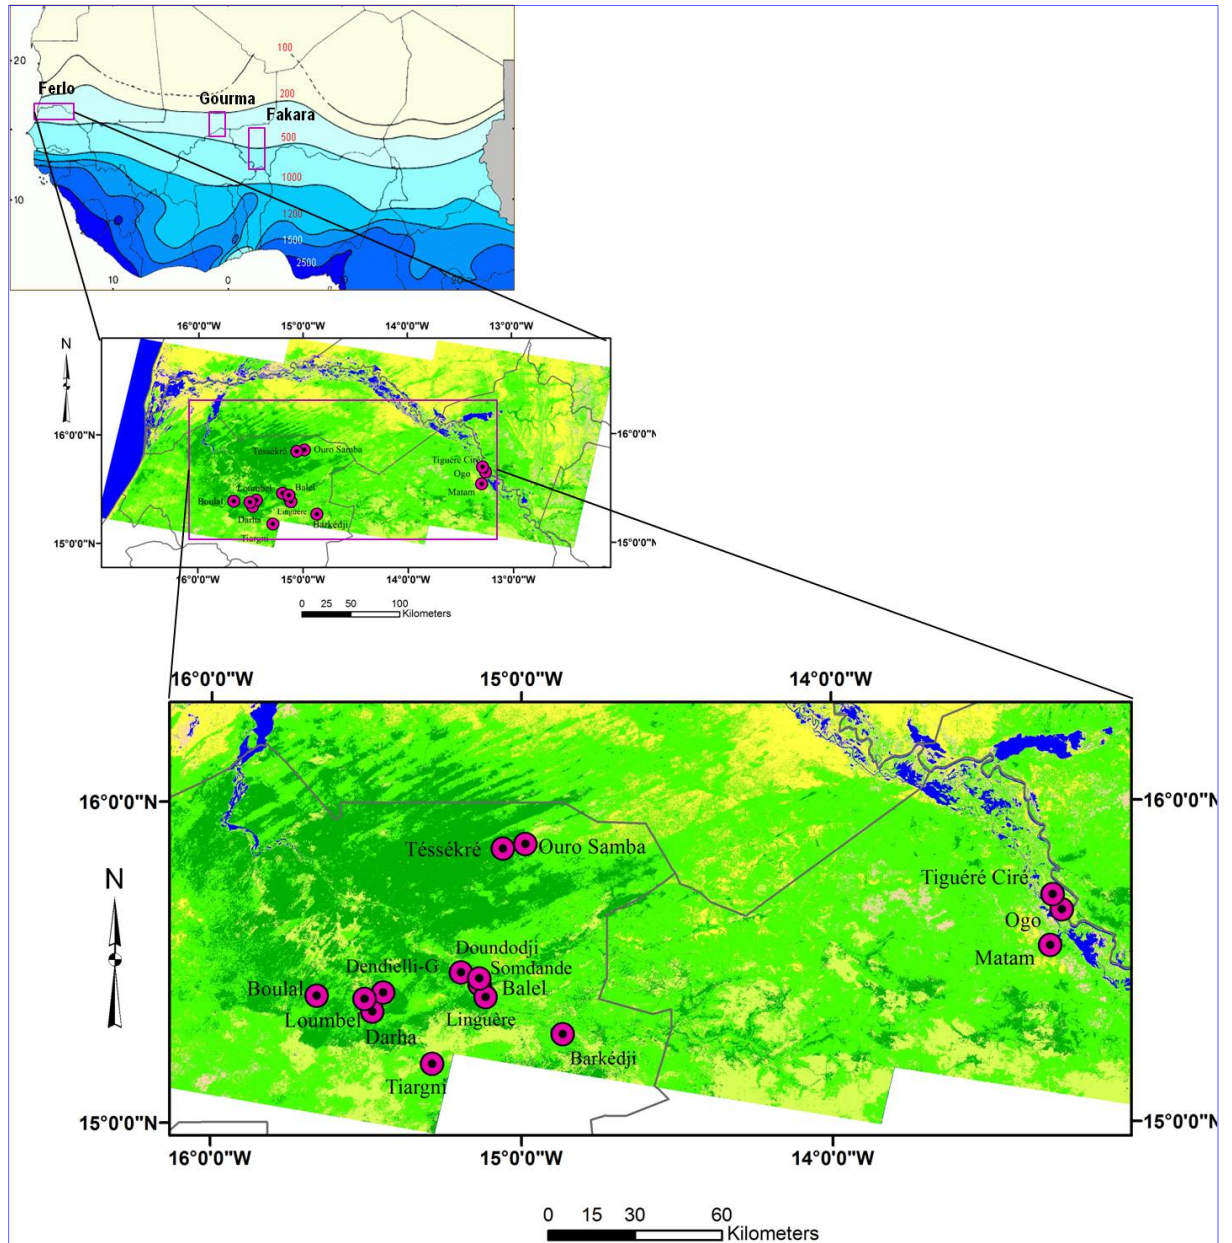 100
20
200
Ferlo
Gourma
Fakara
500
1000
10
1200
1500
2500
10
0
20
16°0'0"W 15°0'0"W 14°0'0"W 13°0'0"W
N
16°0'0"N 16°0'0"N
Téssékré Ouro Samba
Tiguéré Ciré
Ogo
Loumbel Balel
Matam
Boulal
Linguère
Darha
Barkédji
Tiargni
15°0'0"N 15°0'0"N
16°0'0"W 15°0'0"W 14°0'0"W 13°0'0"W
0 25 50 100
Kilometers
16°0'0"W 15°0'0"W 14°0'0"W
16°0'0"N 16°0'0"N
Téssékré Ouro Samba
N
Tiguéré Ciré
Ogo
Doundodji
Matam
Dendielli-G Somdande
Boulal Balel
Loumbel Linguère
Darha
Barkédji
Tiargni
15°0'0"N 15°0'0"N
16°0'0"W 15°0'0"W 14°0'0"W
0 15 30 60
Kilometers